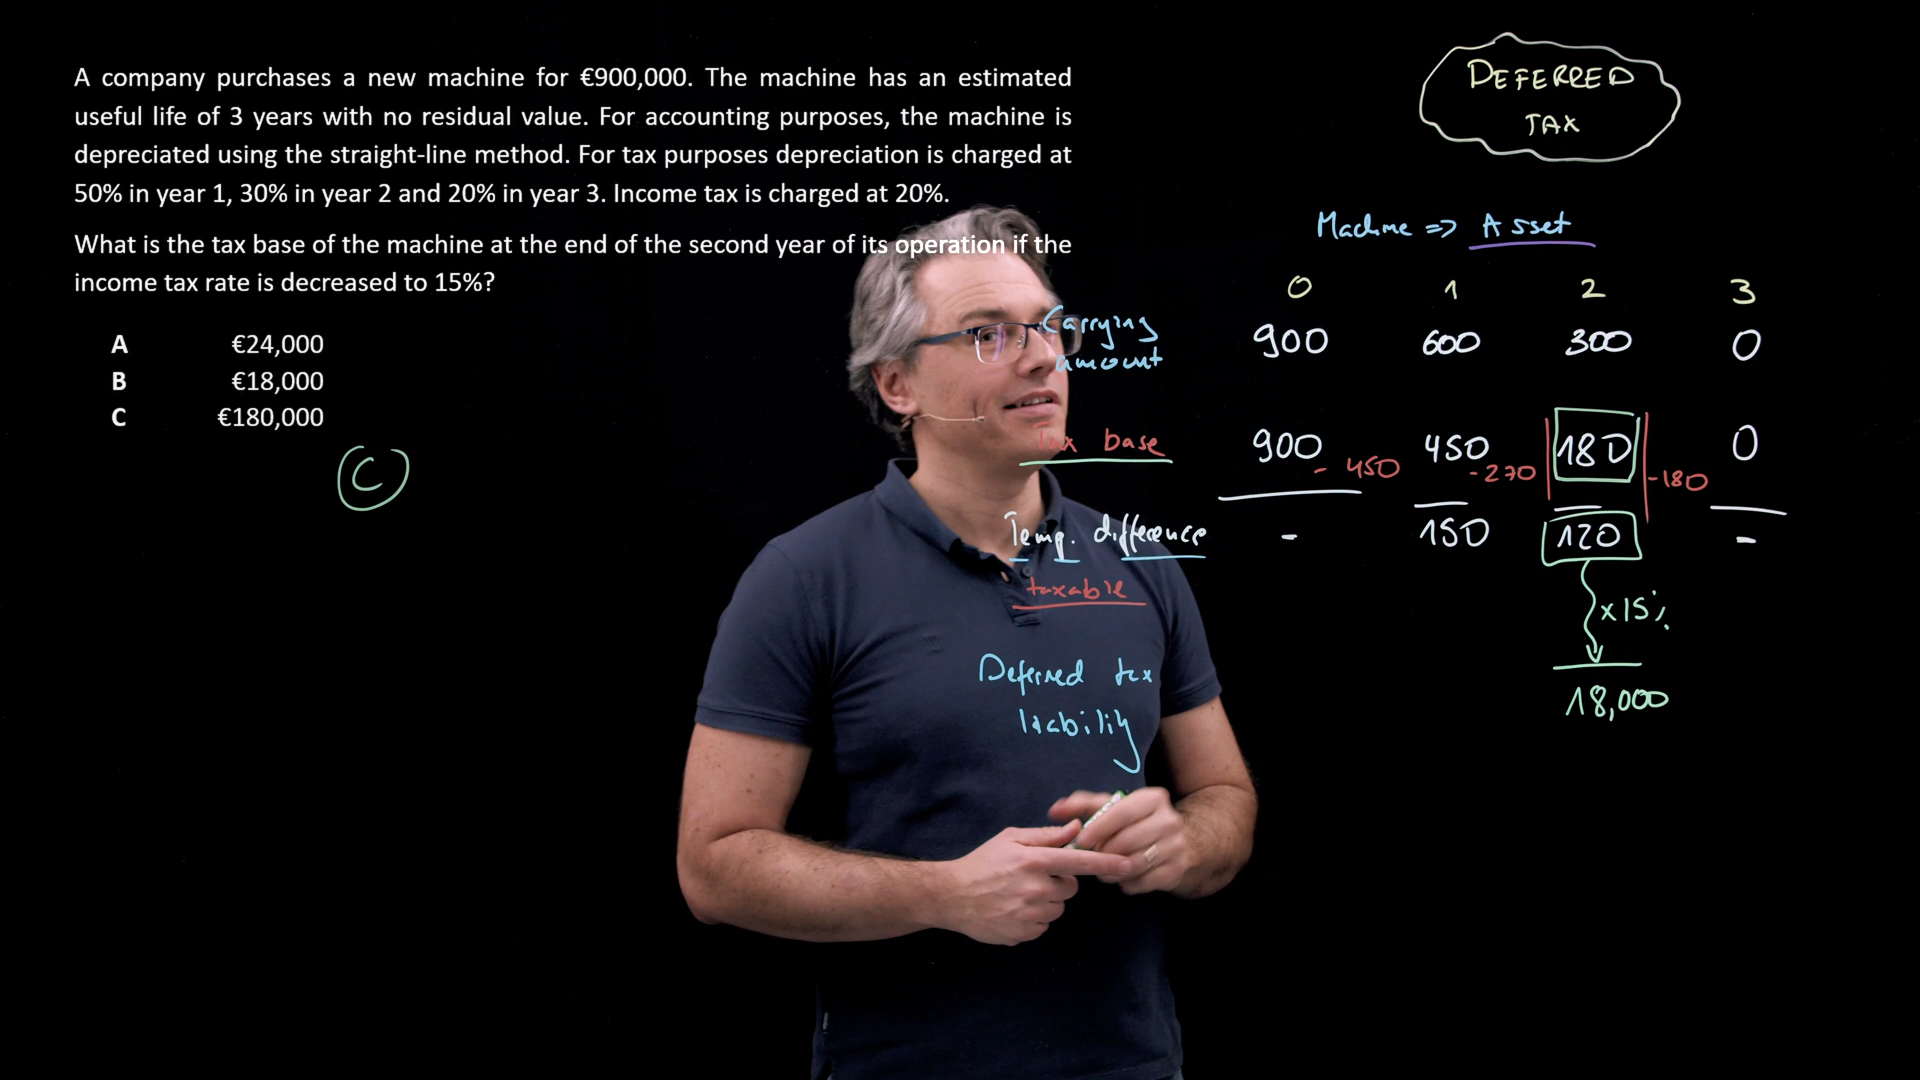 A company purchases a new machine for €900,000. The machine has an estimated
useful life of 3 years with no residual value. For accounting purposes, the machine is
depreciated using the straight-line method. For tax purposes depreciation is charged at
50% in year 1, 30% in year 2 and 20% in year 3. Income tax is charged at 20%.
What is the tax base of the machine at the end of the second year of its operation if the
income tax rate is decreased to 15%?
A €24,000
B €18,000
C €180,000
C
DEFERRED
TAX
Machine => Asset
0 1 2 3
Carrying
amount 900 600 300 0
Tax base 900 450 180 0
- 450 -270 -180
Temp. difference - 150 120 -
taxable
x15%
Deferred tax
liability
18,000